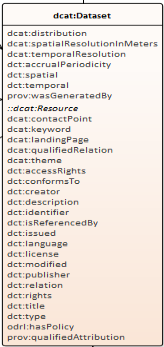 dcat:Dataset
dcat:distribution
dcat:spatialResolutionInMeters
dcat:temporalResolution
dct:accrualPeriodicity
dct:spatial
dct:temporal
prov:wasGeneratedBy
::dcat:Resource
dcat:contactPoint
dcat:keyword
dcat:landingPage
dcat:qualifiedRelation
dcat:theme
dct:accessRights
dct:conformsTo
dct:creator
dct:description
dct:identifier
dct:isReferencedBy
dct:issued
dct:language
dct:license
dct:modified
dct:publisher
dct:relation
dct:rights
dct:title
dct:type
odrl:hasPolicy
prov:qualifiedAttribution